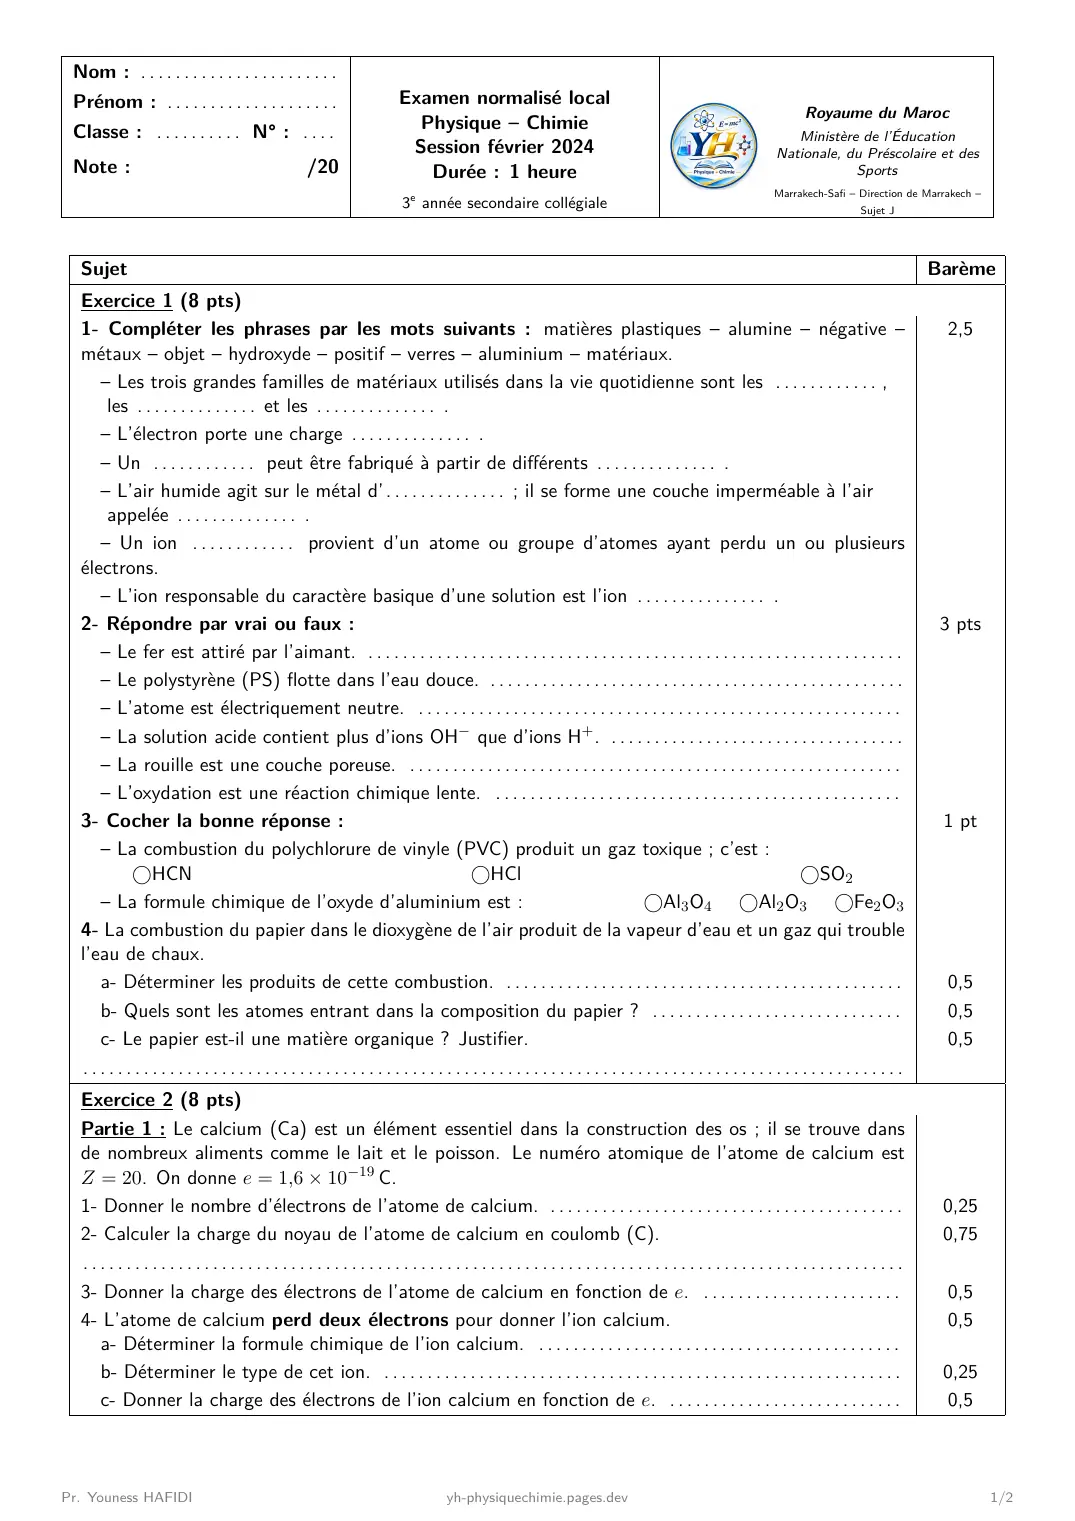 Nom : .......................
Prénom : ....................
Classe : .......... N° : ....
Note : /20
Examen normalisé local
Physique – Chimie
Session février 2024
Durée : 1 heure
3e année secondaire collégiale
E=mc²
YH
Physique - Chimie
Royaume du Maroc
Ministère de l'Éducation
Nationale, du Préscolaire et des
Sports
Marrakech-Safi – Direction de Marrakech –
Sujet J
Sujet Barème
Exercice 1 (8 pts)
1- Compléter les phrases par les mots suivants : matières plastiques – alumine – négative – 2,5
métaux – objet – hydroxyde – positif – verres – aluminium – matériaux.
– Les trois grandes familles de matériaux utilisés dans la vie quotidienne sont les ............ ,
les .............. et les .............. .
– L'électron porte une charge .............. .
– Un ............ peut être fabriqué à partir de différents .............. .
– L'air humide agit sur le métal d'.............. ; il se forme une couche imperméable à l'air
appelée .............. .
– Un ion ............ provient d'un atome ou groupe d'atomes ayant perdu un ou plusieurs
électrons.
– L'ion responsable du caractère basique d'une solution est l'ion ............... .
2- Répondre par vrai ou faux : 3 pts
– Le fer est attiré par l'aimant. ..............................................................
– Le polystyrène (PS) flotte dans l'eau douce. ................................................
– L'atome est électriquement neutre. ........................................................
– La solution acide contient plus d'ions OH⁻ que d'ions H⁺. ..................................
– La rouille est une couche poreuse. .........................................................
– L'oxydation est une réaction chimique lente. ...............................................
3- Cocher la bonne réponse : 1 pt
– La combustion du polychlorure de vinyle (PVC) produit un gaz toxique ; c'est :
◯HCN ◯HCl ◯SO₂
– La formule chimique de l'oxyde d'aluminium est : ◯Al₃O₄ ◯Al₂O₃ ◯Fe₂O₃
4- La combustion du papier dans le dioxygène de l'air produit de la vapeur d'eau et un gaz qui trouble
l'eau de chaux.
a- Déterminer les produits de cette combustion. .............................................. 0,5
b- Quels sont les atomes entrant dans la composition du papier ? ............................. 0,5
c- Le papier est-il une matière organique ? Justifier. 0,5
...............................................................................................
Exercice 2 (8 pts)
Partie 1 : Le calcium (Ca) est un élément essentiel dans la construction des os ; il se trouve dans
de nombreux aliments comme le lait et le poisson. Le numéro atomique de l'atome de calcium est
Z = 20. On donne e = 1,6 × 10⁻¹⁹ C.
1- Donner le nombre d'électrons de l'atome de calcium. ......................................... 0,25
2- Calculer la charge du noyau de l'atome de calcium en coulomb (C). 0,75
...............................................................................................
3- Donner la charge des électrons de l'atome de calcium en fonction de e. ....................... 0,5
4- L'atome de calcium perd deux électrons pour donner l'ion calcium. 0,5
a- Déterminer la formule chimique de l'ion calcium. ..........................................
b- Déterminer le type de cet ion. ............................................................ 0,25
c- Donner la charge des électrons de l'ion calcium en fonction de e. ........................... 0,5
Pr. Youness HAFIDI yh-physiquechimie.pages.dev 1/2